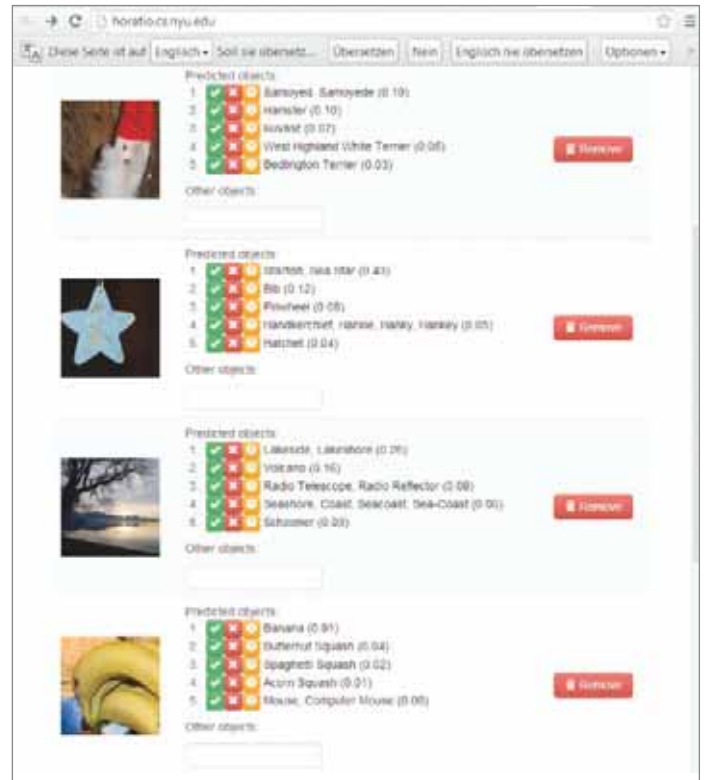 horatio.cs.nyu.edu
Diese Seite ist auf Englisch Soll sie übersetz... Übersetzen Nein Englisch nie übersetzen Optionen
Predicted objects:
1. Samoyed, Samoyede (0.19)
2. Hamster (0.10)
3. (0.07)
4. West Highland White Terrier (0.06)
5. Bedlington Terrier (0.03)
Remove
Other objects:
Predicted objects:
1. Starfish, Sea Star (0.43)
2. Bib (0.12)
3. Pinwheel (0.08)
4. Handkerchief, Hankie, Hanky, Hankey (0.05)
5. Hatchet (0.04)
Remove
Other objects:
Predicted objects:
1. Lakeside, Lakeshore (0.26)
2. Volcano (0.16)
3. Radio Telescope, Radio Reflector (0.08)
4. Seashore, Coast, Seacoast, Sea-Coast
5. Schooner
Remove
Other objects:
Predicted objects:
1. Banana (0.91)
2. Butternut Squash (0.04)
3. Spaghetti Squash (0.02)
4. Acorn Squash (0.01)
5. Mouse, Computer Mouse (0.00)
Remove
Other objects: